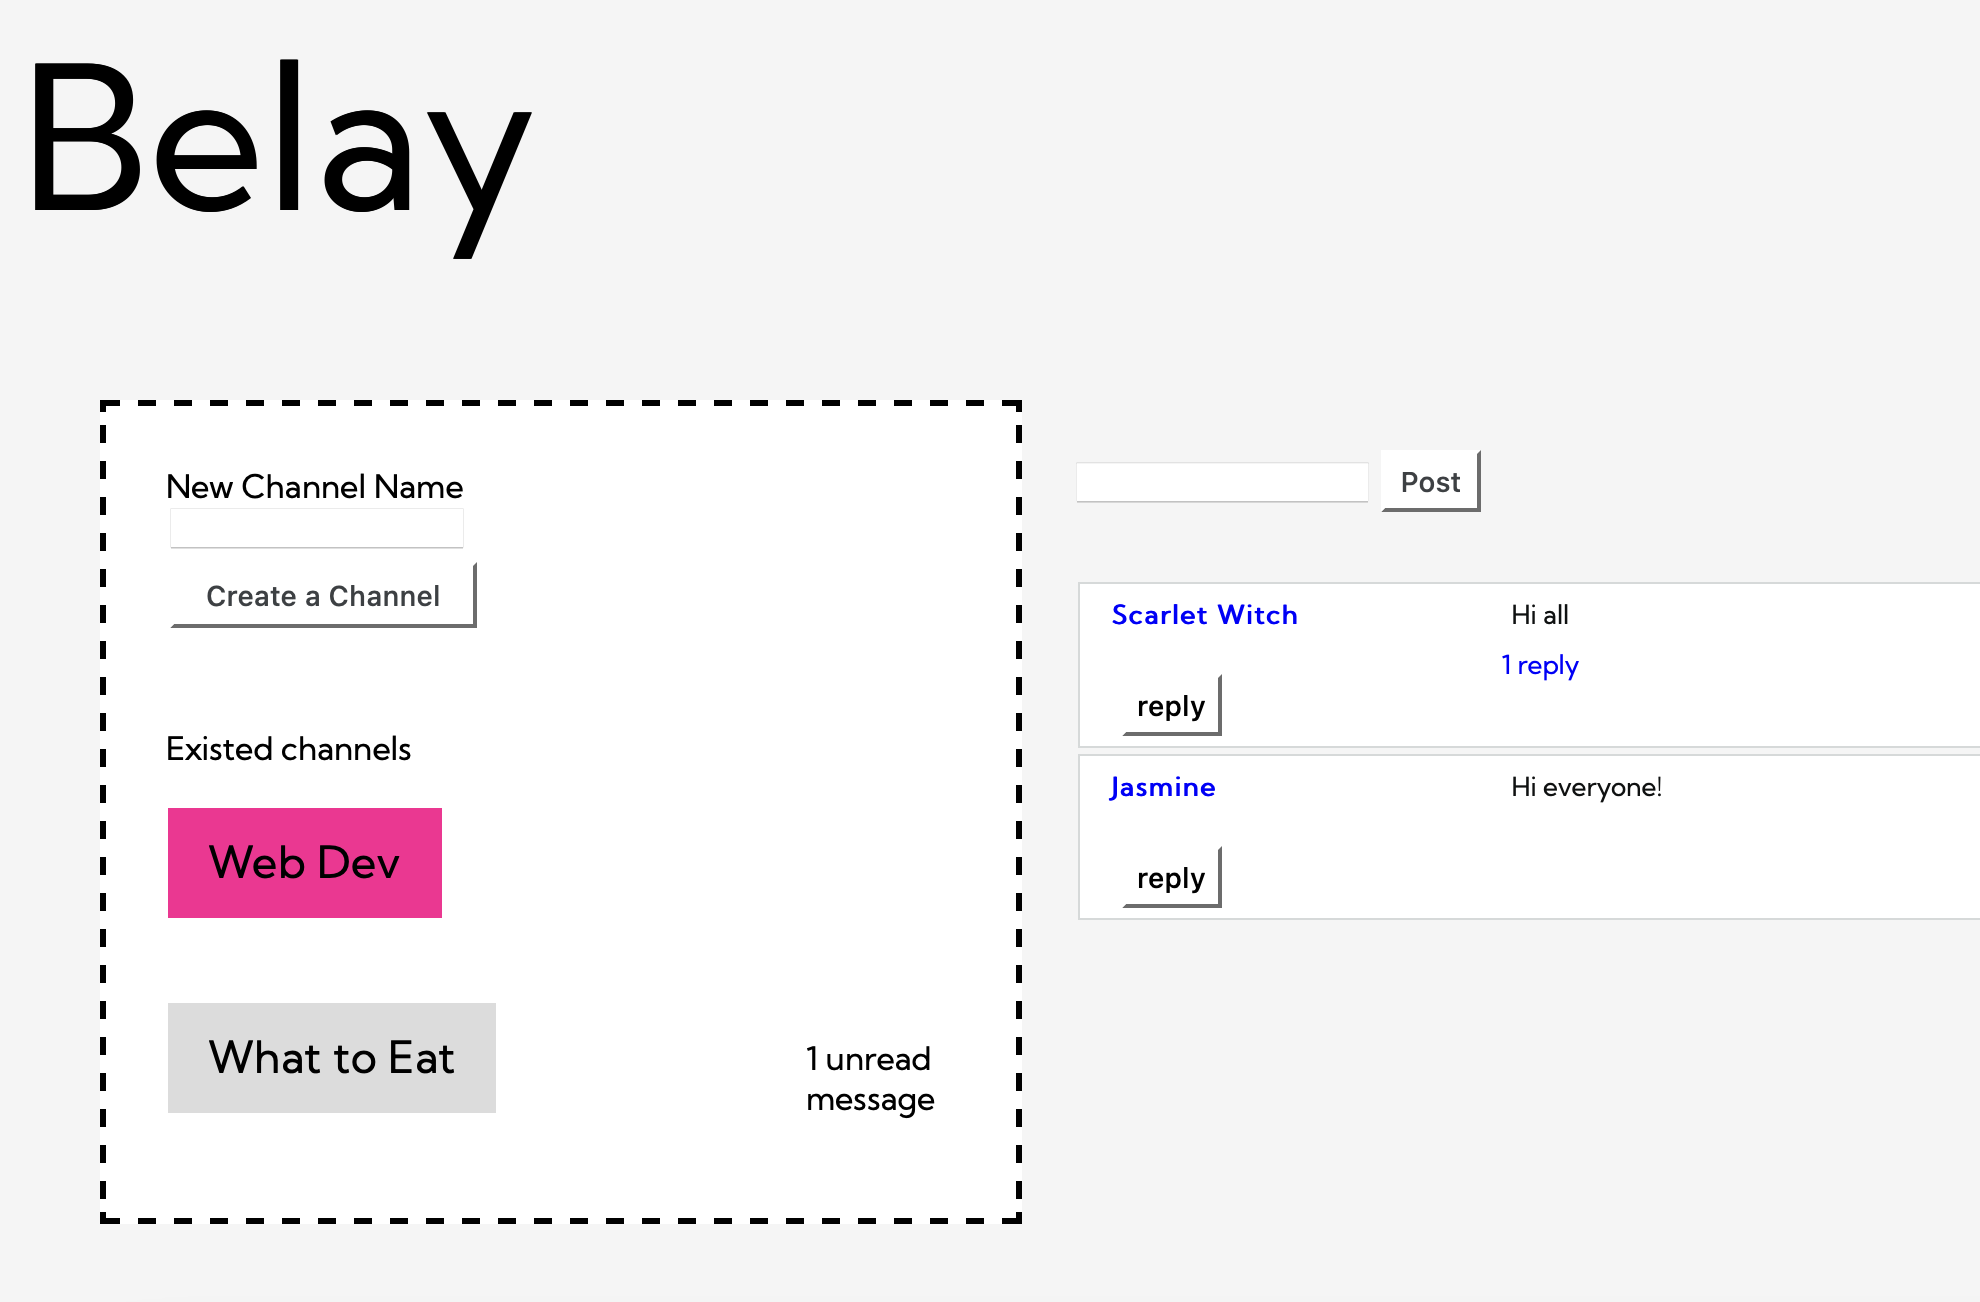 Belay
New Channel Name
Create a Channel
Existed channels
Web Dev
What to Eat
1 unread
message
Post
Scarlet Witch
Hi all
1 reply
reply
Jasmine
Hi everyone!
reply